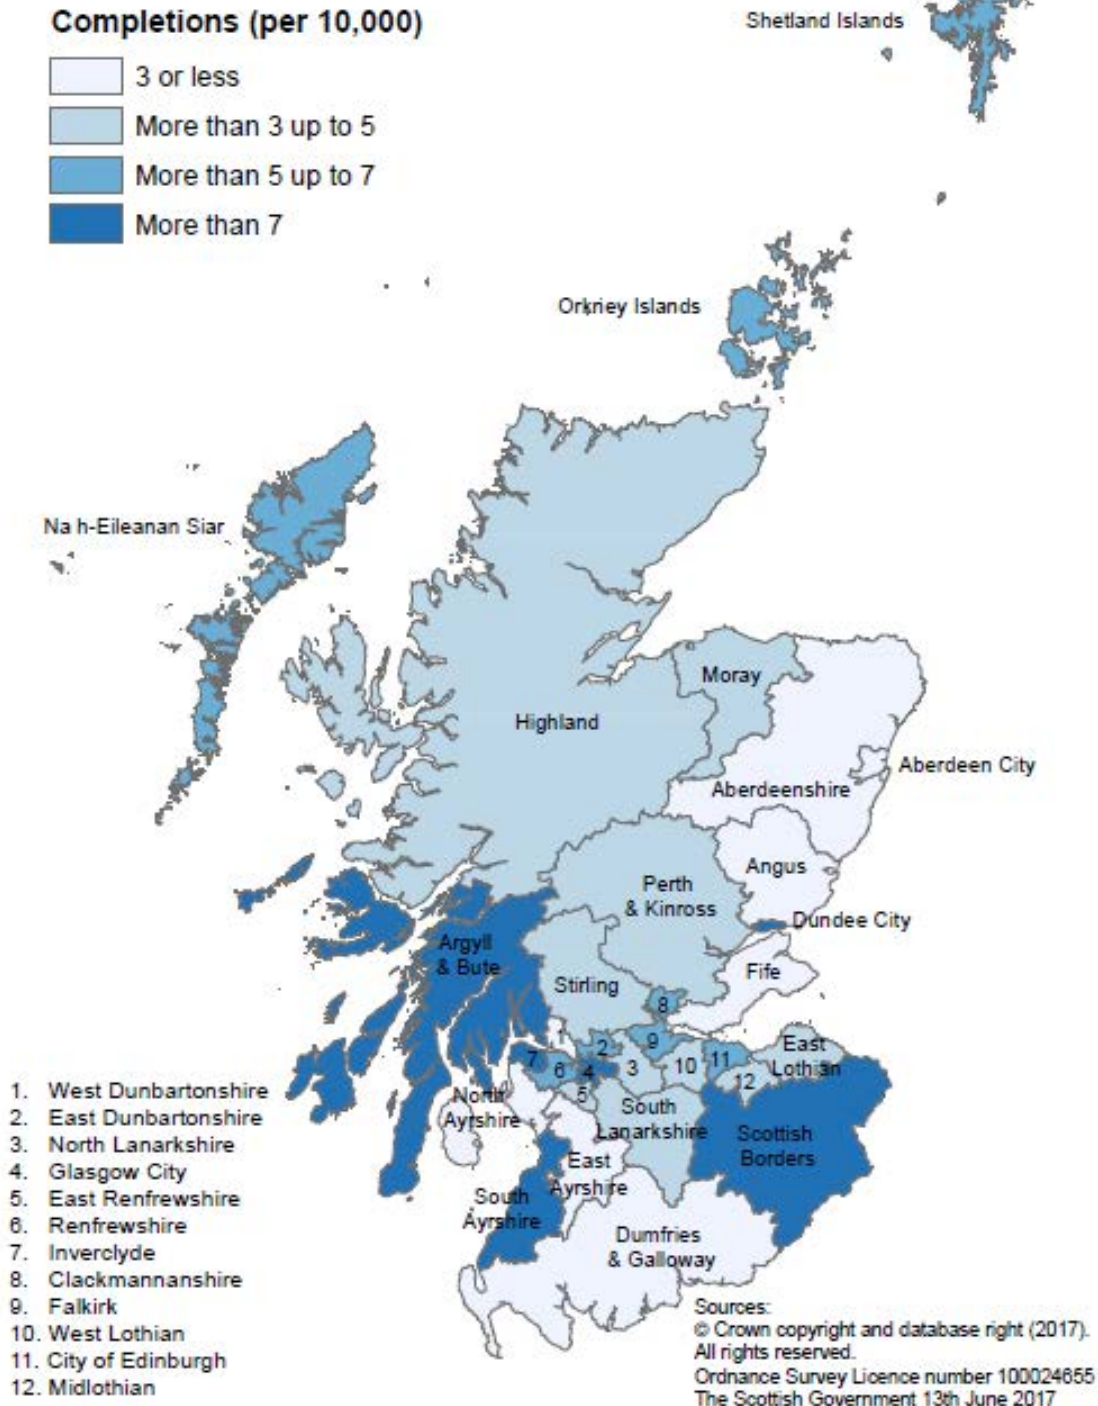 Completions (per 10,000)
3 or less
More than 3 up to 5
More than 5 up to 7
More than 7
Shetland Islands
Orkney Islands
Na h-Eileanan Siar
Moray
Highland
Aberdeen City
Aberdeenshire
Angus
Perth
& Kinross
Dundee City
Argyll
& Bute
Fife
Stirling
8
1
2
9
East
Lothian
7
6
4
3
10
11
12
5
North
Ayrshire
South
Lanarkshire
Scottish
Borders
East
Ayrshire
South
Ayrshire
Dumfries
& Galloway
1. West Dunbartonshire
2. East Dunbartonshire
3. North Lanarkshire
4. Glasgow City
5. East Renfrewshire
6. Renfrewshire
7. Inverclyde
8. Clackmannanshire
9. Falkirk
10. West Lothian
11. City of Edinburgh
12. Midlothian
Sources:
© Crown copyright and database right (2017).
All rights reserved.
Ordnance Survey Licence number 100024655
The Scottish Government 13th June 2017